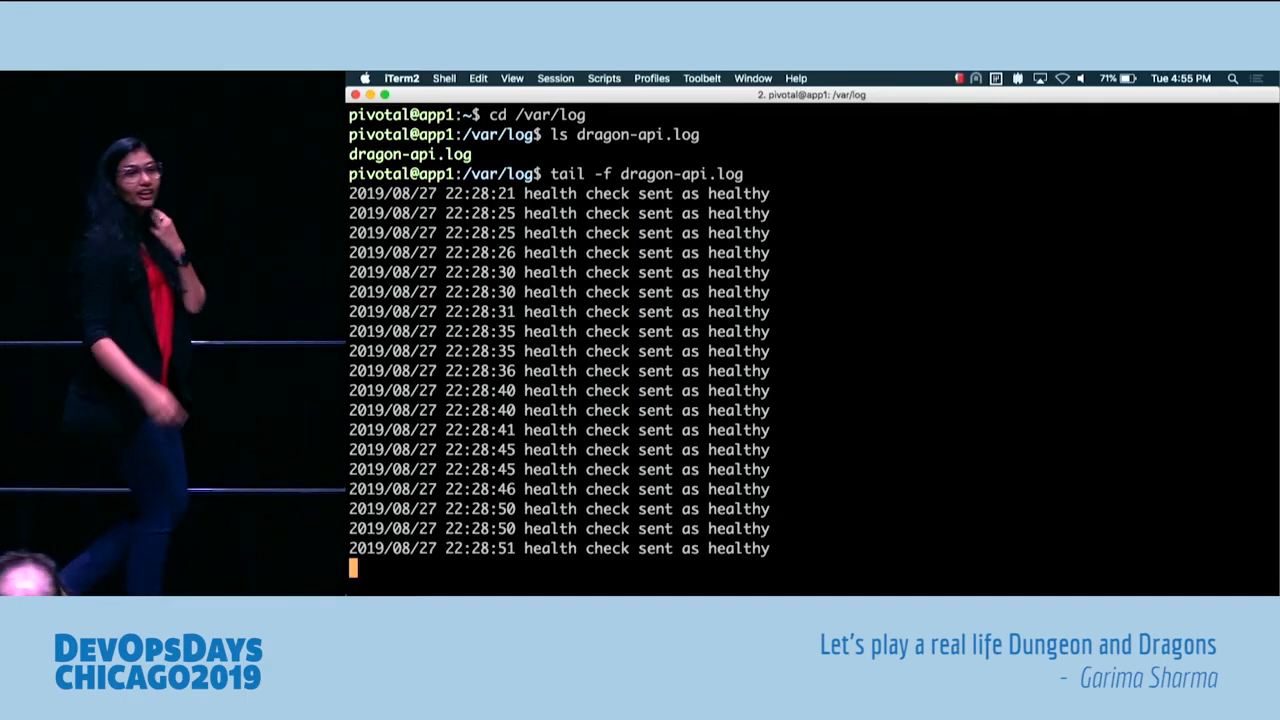 iTerm2 Shell Edit View Session Scripts Profiles Toolbelt Window Help 71% Tue 4:55 PM
2. pivotal@app1: /var/log
pivotal@app1:~$ cd /var/log
pivotal@app1:/var/log$ ls dragon-api.log
dragon-api.log
pivotal@app1:/var/log$ tail -f dragon-api.log
2019/08/27 22:28:21 health check sent as healthy
2019/08/27 22:28:25 health check sent as healthy
2019/08/27 22:28:25 health check sent as healthy
2019/08/27 22:28:26 health check sent as healthy
2019/08/27 22:28:30 health check sent as healthy
2019/08/27 22:28:30 health check sent as healthy
2019/08/27 22:28:31 health check sent as healthy
2019/08/27 22:28:35 health check sent as healthy
2019/08/27 22:28:35 health check sent as healthy
2019/08/27 22:28:36 health check sent as healthy
2019/08/27 22:28:40 health check sent as healthy
2019/08/27 22:28:40 health check sent as healthy
2019/08/27 22:28:41 health check sent as healthy
2019/08/27 22:28:45 health check sent as healthy
2019/08/27 22:28:45 health check sent as healthy
2019/08/27 22:28:46 health check sent as healthy
2019/08/27 22:28:50 health check sent as healthy
2019/08/27 22:28:50 health check sent as healthy
2019/08/27 22:28:51 health check sent as healthy
DevOpsDays
CHICAGO2019
Let's play a real life Dungeon and Dragons
- Garima Sharma